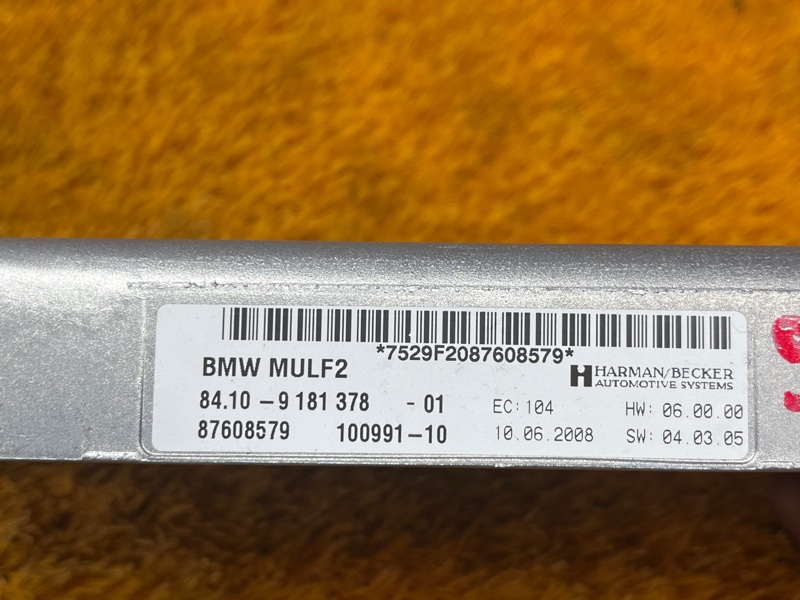 *7529F2087608579*
BMW MULF2
HARMAN/BECKER
AUTOMOTIVE SYSTEMS
84.10 – 9 181 378 - 01 EC: 104 HW: 06.00.00
87608579 100991–10 10.06.2008 SW: 04.03.05